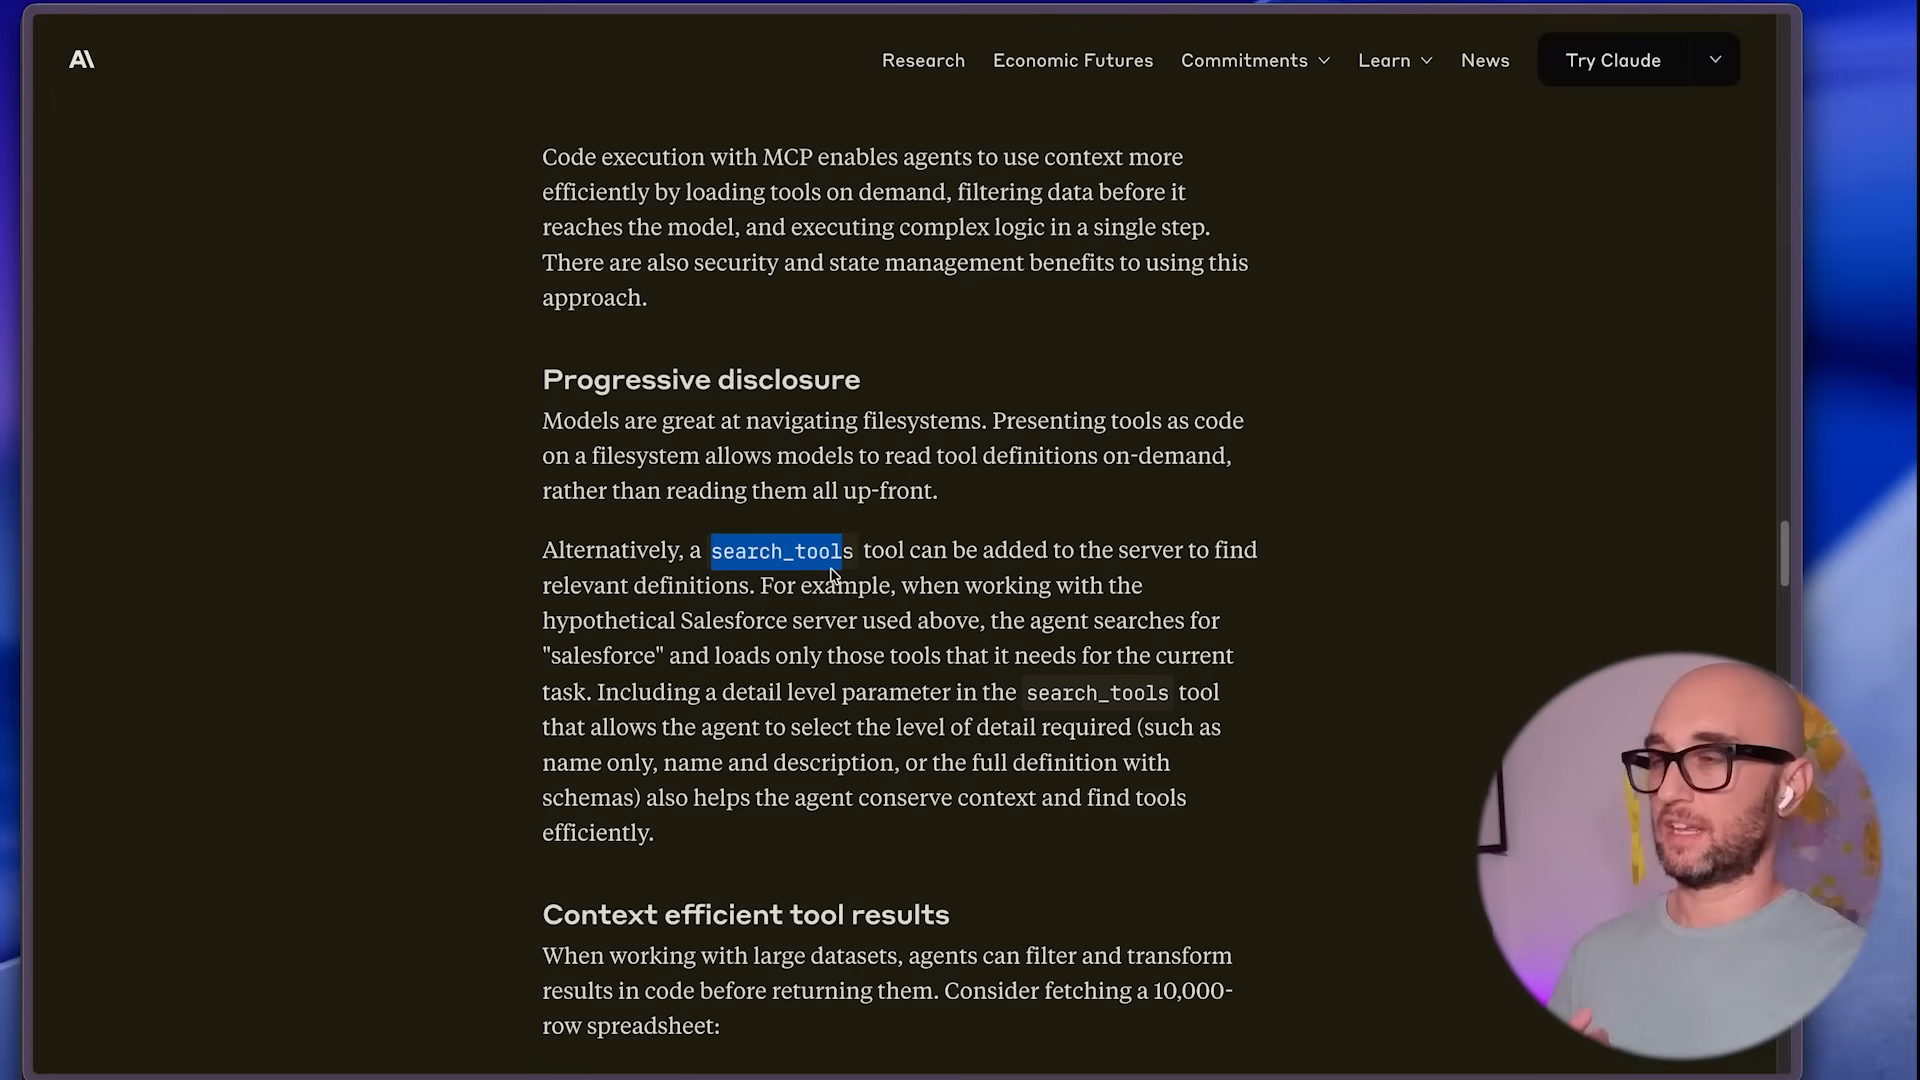 A\
Research
Economic Futures
Commitments
Learn
News
Try Claude
Code execution with MCP enables agents to use context more
efficiently by loading tools on demand, filtering data before it
reaches the model, and executing complex logic in a single step.
There are also security and state management benefits to using this
approach.
Progressive disclosure
Models are great at navigating filesystems. Presenting tools as code
on a filesystem allows models to read tool definitions on-demand,
rather than reading them all up-front.
Alternatively, a search_tools tool can be added to the server to find
relevant definitions. For example, when working with the
hypothetical Salesforce server used above, the agent searches for
"salesforce" and loads only those tools that it needs for the current
task. Including a detail level parameter in the search_tools tool
that allows the agent to select the level of detail required (such as
name only, name and description, or the full definition with
schemas) also helps the agent conserve context and find tools
efficiently.
Context efficient tool results
When working with large datasets, agents can filter and transform
results in code before returning them. Consider fetching a 10,000-
row spreadsheet: